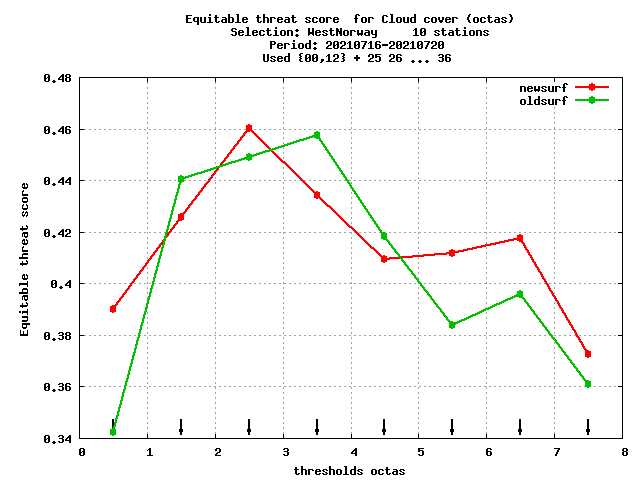 Equitable threat score  for Cloud cover (octas)
Selection: WestNorway     10 stations
Period: 20210716-20210720
Used {00,12} + 25 26 ... 36
newsurf
oldsurf
0.48
0.46
0.44
0.42
0.4
0.38
0.36
0.34
Equitable threat score
0 1 2 3 4 5 6 7 8
thresholds octas